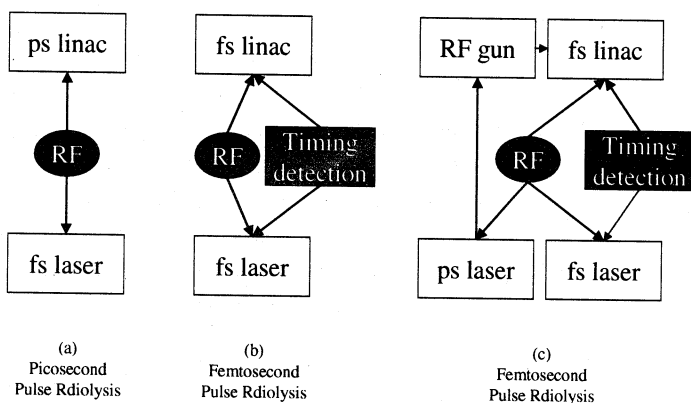 ps linac
RF
fs laser
(a)
Picosecond
Pulse Rdiolysis
fs linac
RF
Timing
detection
fs laser
(b)
Femtosecond
Pulse Rdiolysis
RF gun
fs linac
RF
Timing
detection
ps laser
fs laser
(c)
Femtosecond
Pulse Rdiolysis